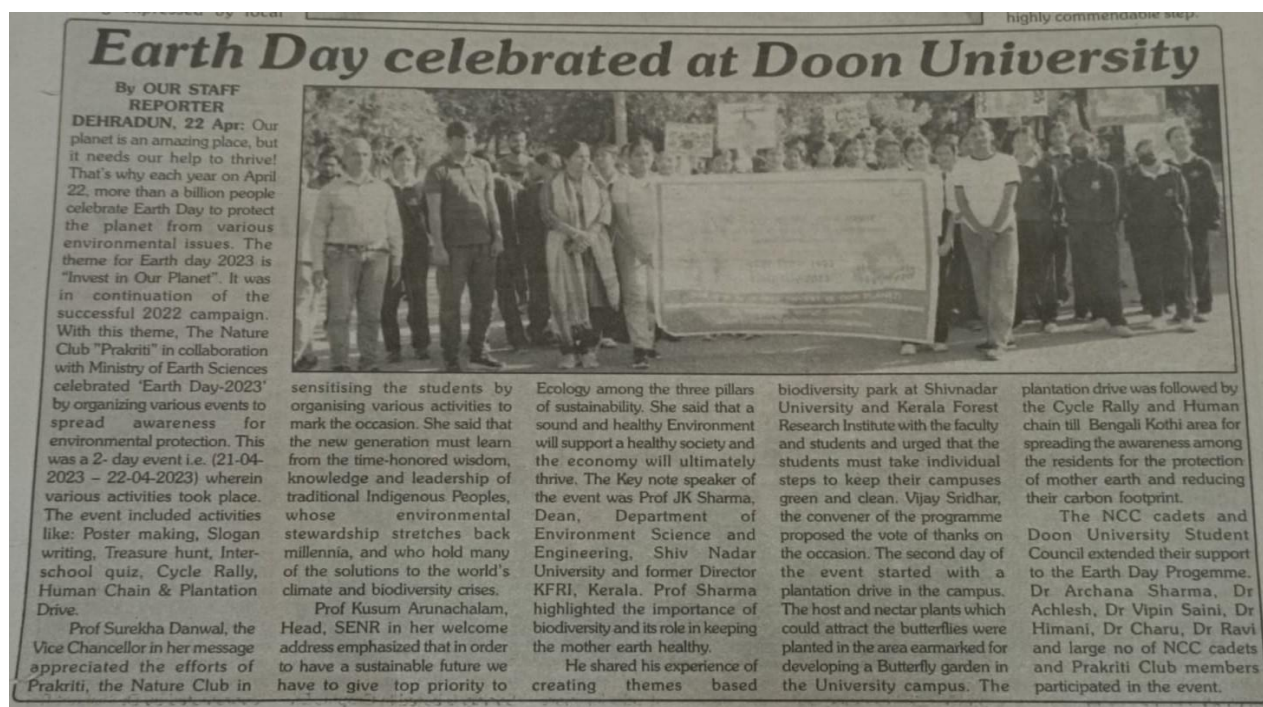 highly commendable step.
Earth Day celebrated at Doon University
By OUR STAFF
REPORTER
DEHRADUN, 22 Apr: Our
planet is an amazing place, but
it needs our help to thrive!
That's why each year on April
22, more than a billion people
celebrate Earth Day to protect
the planet from various
environmental issues. The
theme for Earth day 2023 is
"Invest in Our Planet". It was
in continuation of the
successful 2022 campaign.
With this theme, The Nature
Club "Prakriti" in collaboration
with Ministry of Earth Sciences
celebrated 'Earth Day-2023'
by organizing various events to
spread awareness for
environmental protection. This
was a 2- day event i.e. (21-04-
2023 – 22-04-2023) wherein
various activities took place.
The event included activities
like: Poster making, Slogan
writing, Treasure hunt, Inter-
school quiz, Cycle Rally,
Human Chain & Plantation
Drive.
Prof Surekha Danwal, the
Vice Chancellor in her message
appreciated the efforts of
Prakriti, the Nature Club in
sensitising the students by
organising various activities to
mark the occasion. She said that
the new generation must learn
from the time-honored wisdom,
knowledge and leadership of
traditional Indigenous Peoples,
whose environmental
stewardship stretches back
millennia, and who hold many
of the solutions to the world's
climate and biodiversity crises.
Prof Kusum Arunachalam,
Head, SENR in her welcome
address emphasized that in order
to have a sustainable future we
have to give top priority to
Ecology among the three pillars
of sustainability. She said that a
sound and healthy Environment
will support a healthy society and
the economy will ultimately
thrive. The Key note speaker of
the event was Prof JK Sharma,
Dean, Department of
Environment Science and
Engineering, Shiv Nadar
University and former Director
KFRI, Kerala. Prof Sharma
highlighted the importance of
biodiversity and its role in keeping
the mother earth healthy.
He shared his experience of
creating themes based
biodiversity park at Shivnadar
University and Kerala Forest
Research Institute with the faculty
and students and urged that the
students must take individual
steps to keep their campuses
green and clean. Vijay Sridhar,
the convener of the programme
proposed the vote of thanks on
the occasion. The second day of
the event started with a
plantation drive in the campus.
The host and nectar plants which
could attract the butterflies were
planted in the area earmarked for
developing a Butterfly garden in
the University campus. The
plantation drive was followed by
the Cycle Rally and Human
chain till Bengali Kothi area for
spreading the awareness among
the residents for the protection
of mother earth and reducing
their carbon footprint.
The NCC cadets and
Doon University Student
Council extended their support
to the Earth Day Progemme.
Dr Archana Sharma, Dr
Achlesh, Dr Vipin Saini, Dr
Himani, Dr Charu, Dr Ravi
and large no of NCC cadets
and Prakriti Club members
participated in the event.